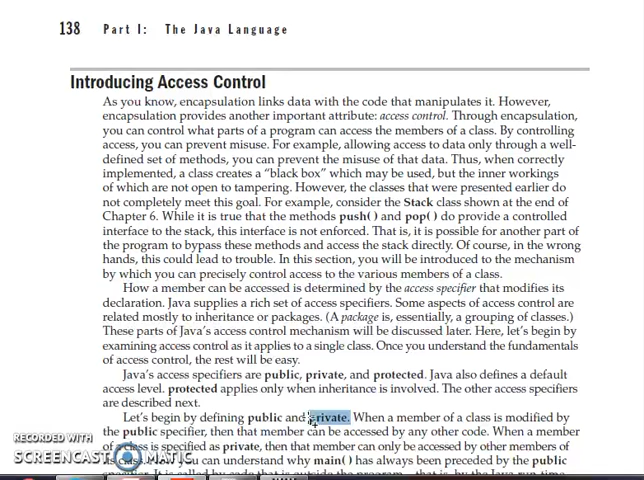 138 Part I: The Java Language
Introducing Access Control
As you know, encapsulation links data with the code that manipulates it. However,
encapsulation provides another important attribute: access control. Through encapsulation,
you can control what parts of a program can access the members of a class. By controlling
access, you can prevent misuse. For example, allowing access to data only through a well-
defined set of methods, you can prevent the misuse of that data. Thus, when correctly
implemented, a class creates a “black box” which may be used, but the inner workings
of which are not open to tampering. However, the classes that were presented earlier do
not completely meet this goal. For example, consider the Stack class shown at the end of
Chapter 6. While it is true that the methods push( ) and pop( ) do provide a controlled
interface to the stack, this interface is not enforced. That is, it is possible for another part of
the program to bypass these methods and access the stack directly. Of course, in the wrong
hands, this could lead to trouble. In this section, you will be introduced to the mechanism
by which you can precisely control access to the various members of a class.
How a member can be accessed is determined by the access specifier that modifies its
declaration. Java supplies a rich set of access specifiers. Some aspects of access control are
related mostly to inheritance or packages. (A package is, essentially, a grouping of classes.)
These parts of Java’s access control mechanism will be discussed later. Here, let’s begin by
examining access control as it applies to a single class. Once you understand the fundamentals
of access control, the rest will be easy.
Java’s access specifiers are public, private, and protected. Java also defines a default
access level. protected applies only when inheritance is involved. The other access specifiers
are described next.
Let’s begin by defining public and private. When a member of a class is modified by
the public specifier, then that member can be accessed by any other code. When a member
of a class is specified as private, then that member can only be accessed by other members of
its class. Now you can understand why main( ) has always been preceded by the public
RECORDED WITH
SCREENCAST MATIC